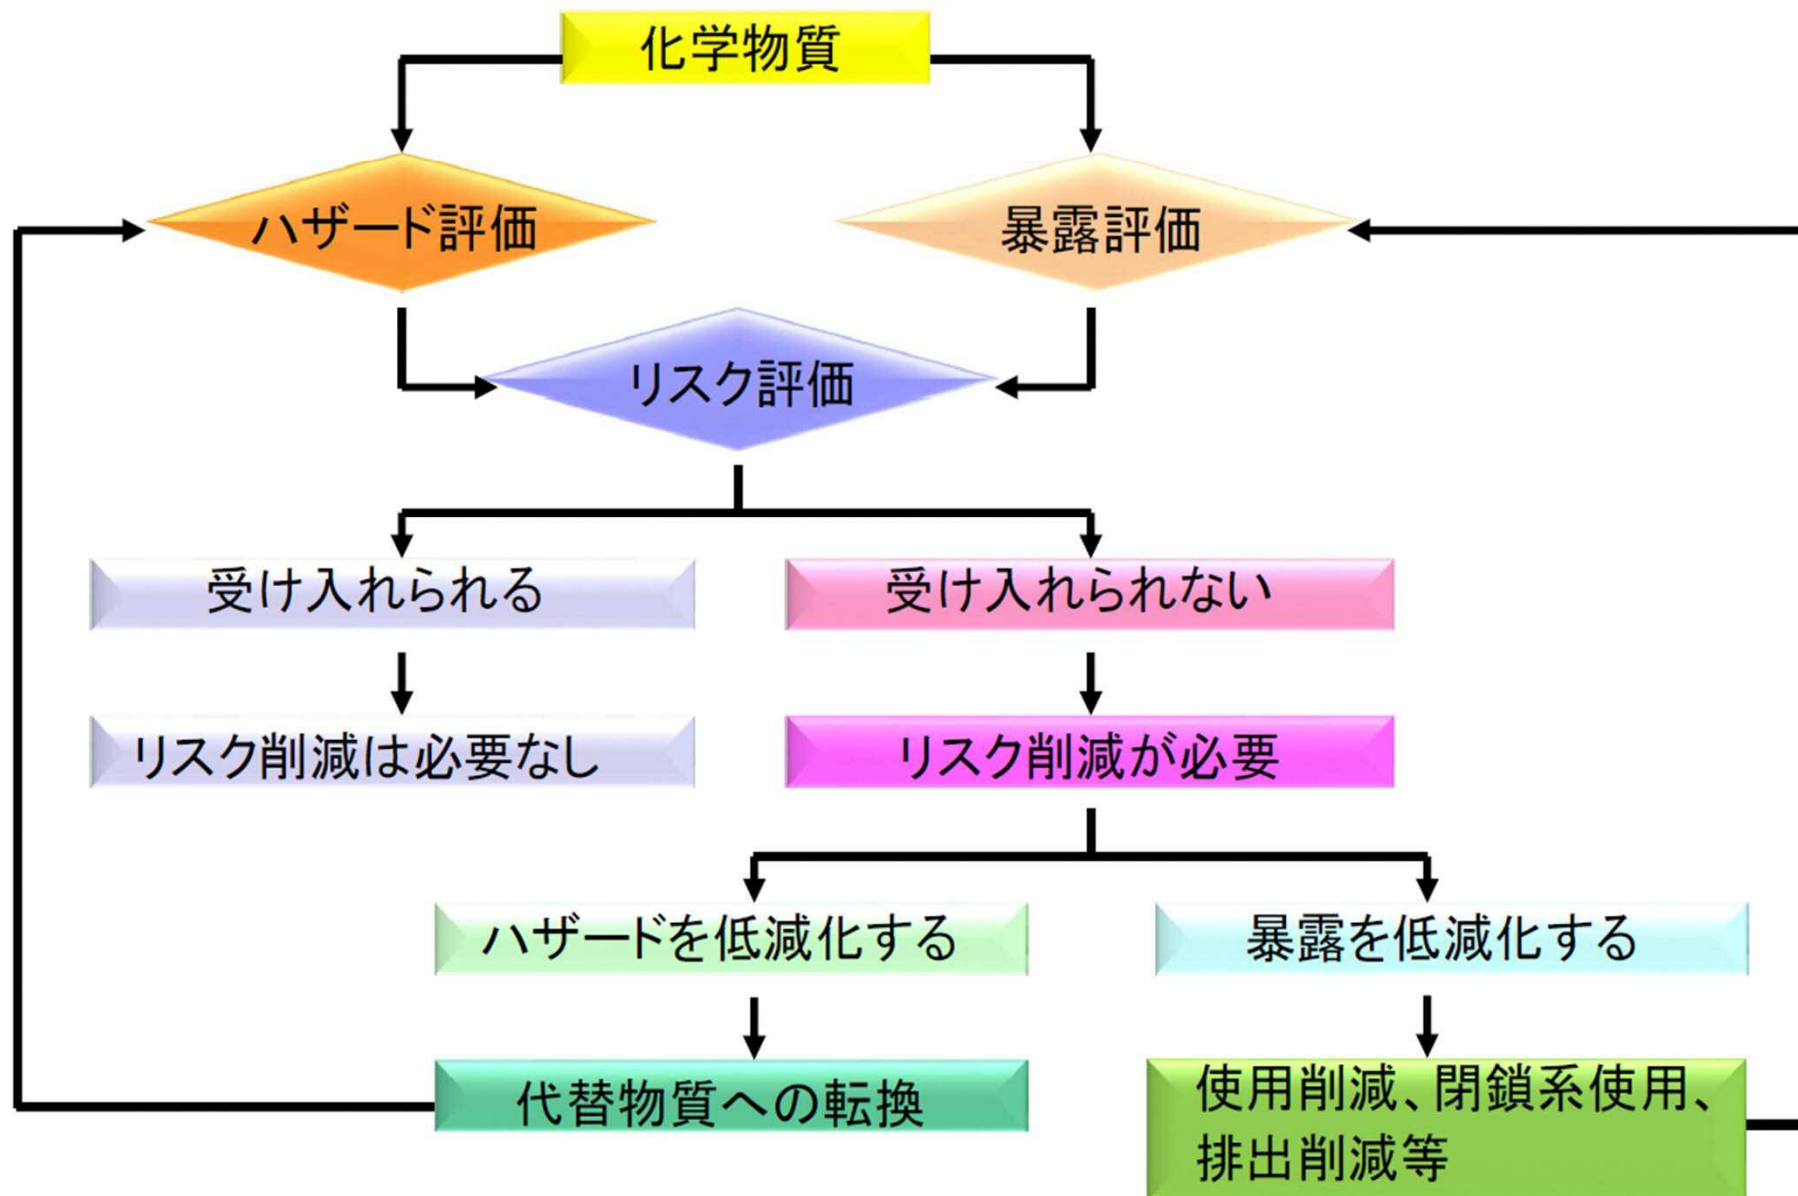 化学物質
ハザード評価
暴露評価
リスク評価
受け入れられる
受け入れられない
リスク削減は必要なし
リスク削減が必要
ハザードを低減化する
暴露を低減化する
代替物質への転換
使用削減、閉鎖系使用、
排出削減等